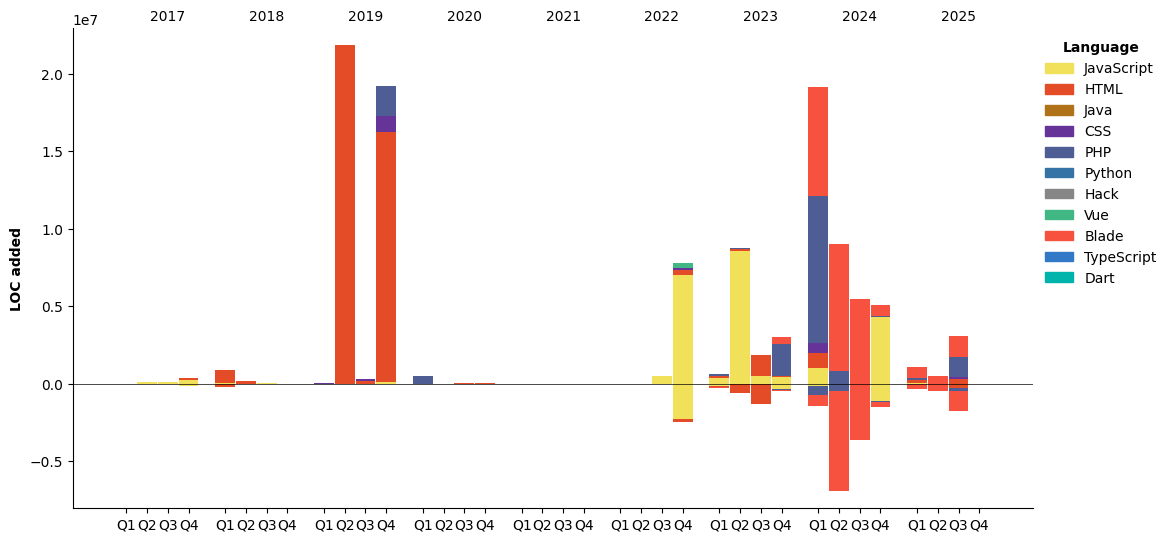 2017 2018 2019 2020 2021 2022 2023 2024 2025
1e7
2.0
1.5
1.0
0.5
0.0
−0.5
LOC added
Q1 Q2 Q3 Q4 Q1 Q2 Q3 Q4 Q1 Q2 Q3 Q4 Q1 Q2 Q3 Q4 Q1 Q2 Q3 Q4 Q1 Q2 Q3 Q4 Q1 Q2 Q3 Q4 Q1 Q2 Q3 Q4 Q1 Q2 Q3 Q4
Language
JavaScript
HTML
Java
CSS
PHP
Python
Hack
Vue
Blade
TypeScript
Dart